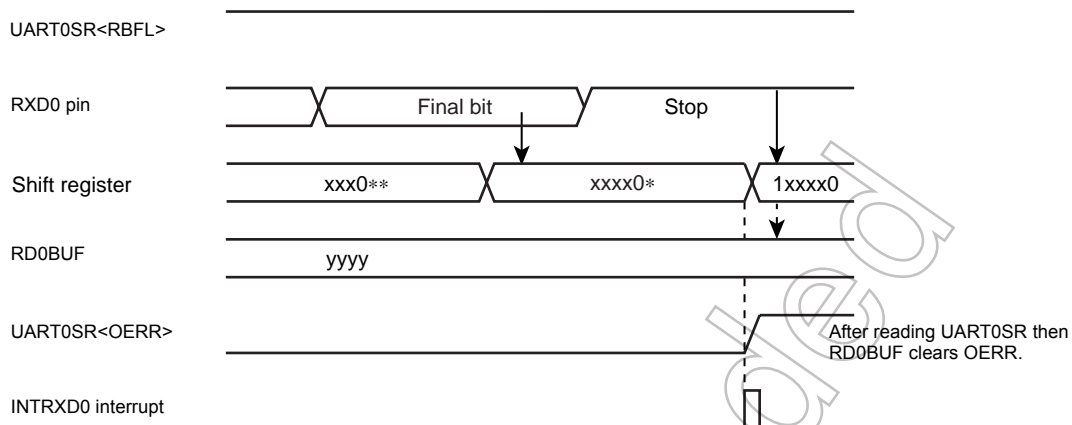 UART0SR<RBFL>
RXD0 pin
Final bit
Stop
Shift register
xxx0**
xxxx0*
1xxxx0
RD0BUF
yyyy
UART0SR<OERR>
After reading UART0SR then
RD0BUF clears OERR.
INTRXD0 interrupt
ded